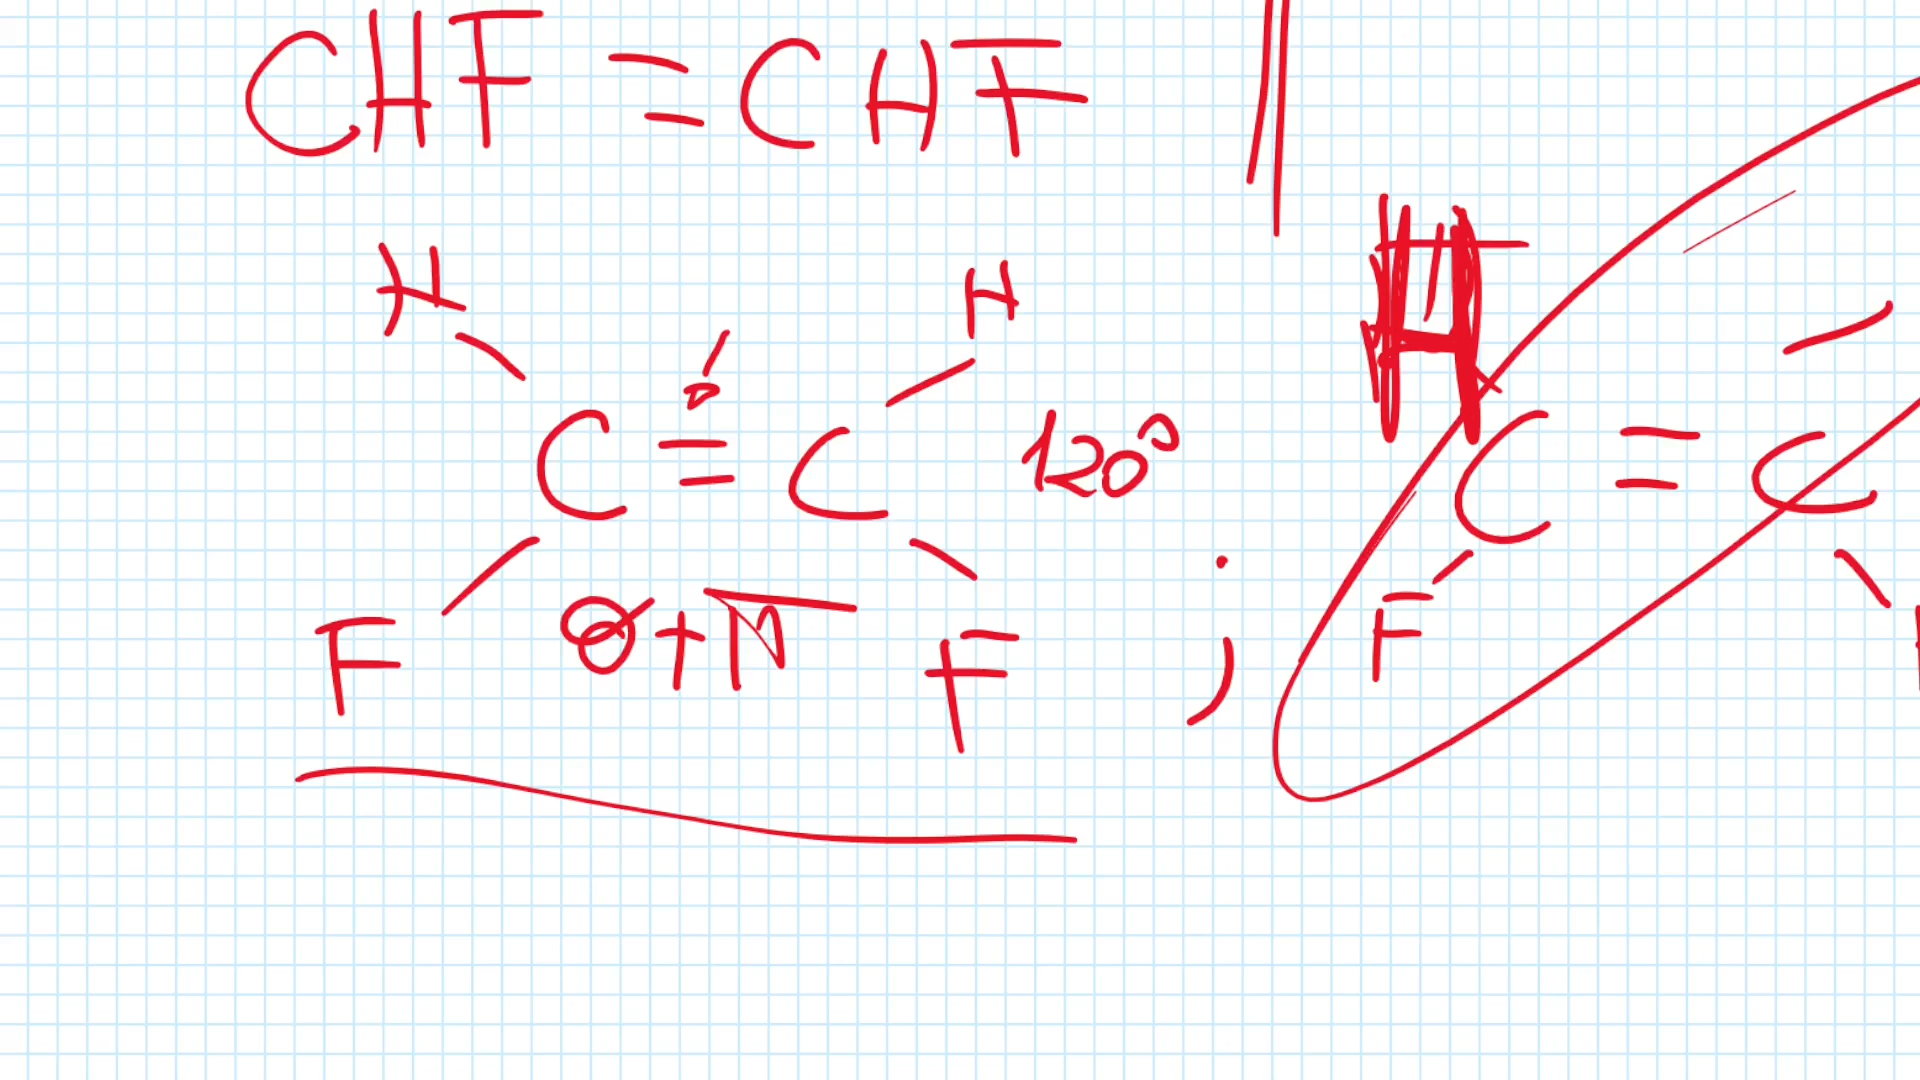 CHF = CHF
H H H
C = C 120° C = C
F σ+π F ; F